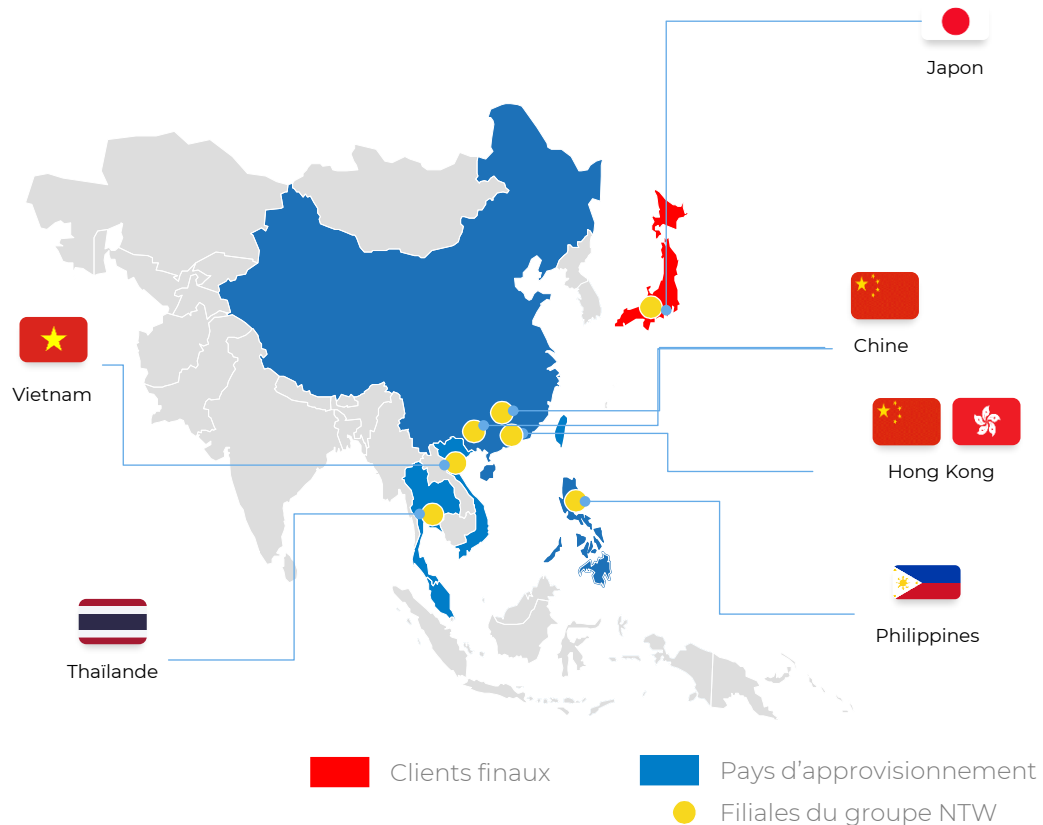 Japon
Chine
Vietnam
Hong Kong
Philippines
Thaïlande
Clients finaux
Pays d’approvisionnement
Filiales du groupe NTW